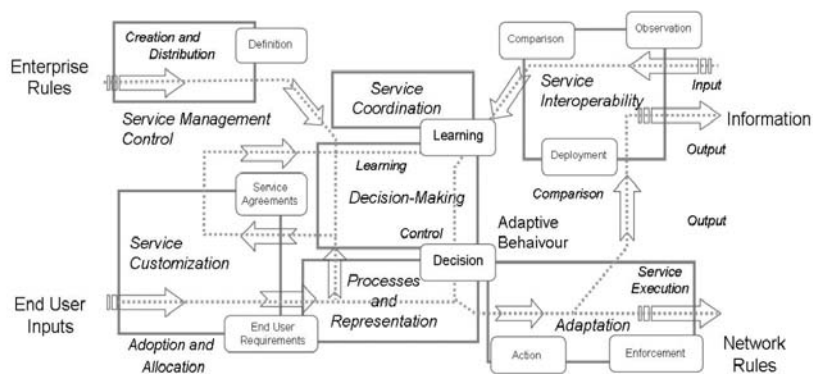 Creation and
Distribution
Definition
Enterprise
Rules
Service Management
Control
Service
Coordination
Learning
Comparison
Observation
Service
Interoperability
Input
Information
Output
Deployment
Comparison
Output
Learning
Decision-Making
Control
Service
Agreements
Service
Customization
Adaptive
Behaivour
Decision
Processes
and
Representation
End User
Inputs
End User
Requirements
Adoption and
Allocation
Service
Execution
Adaptation
Action
Enforcement
Network
Rules